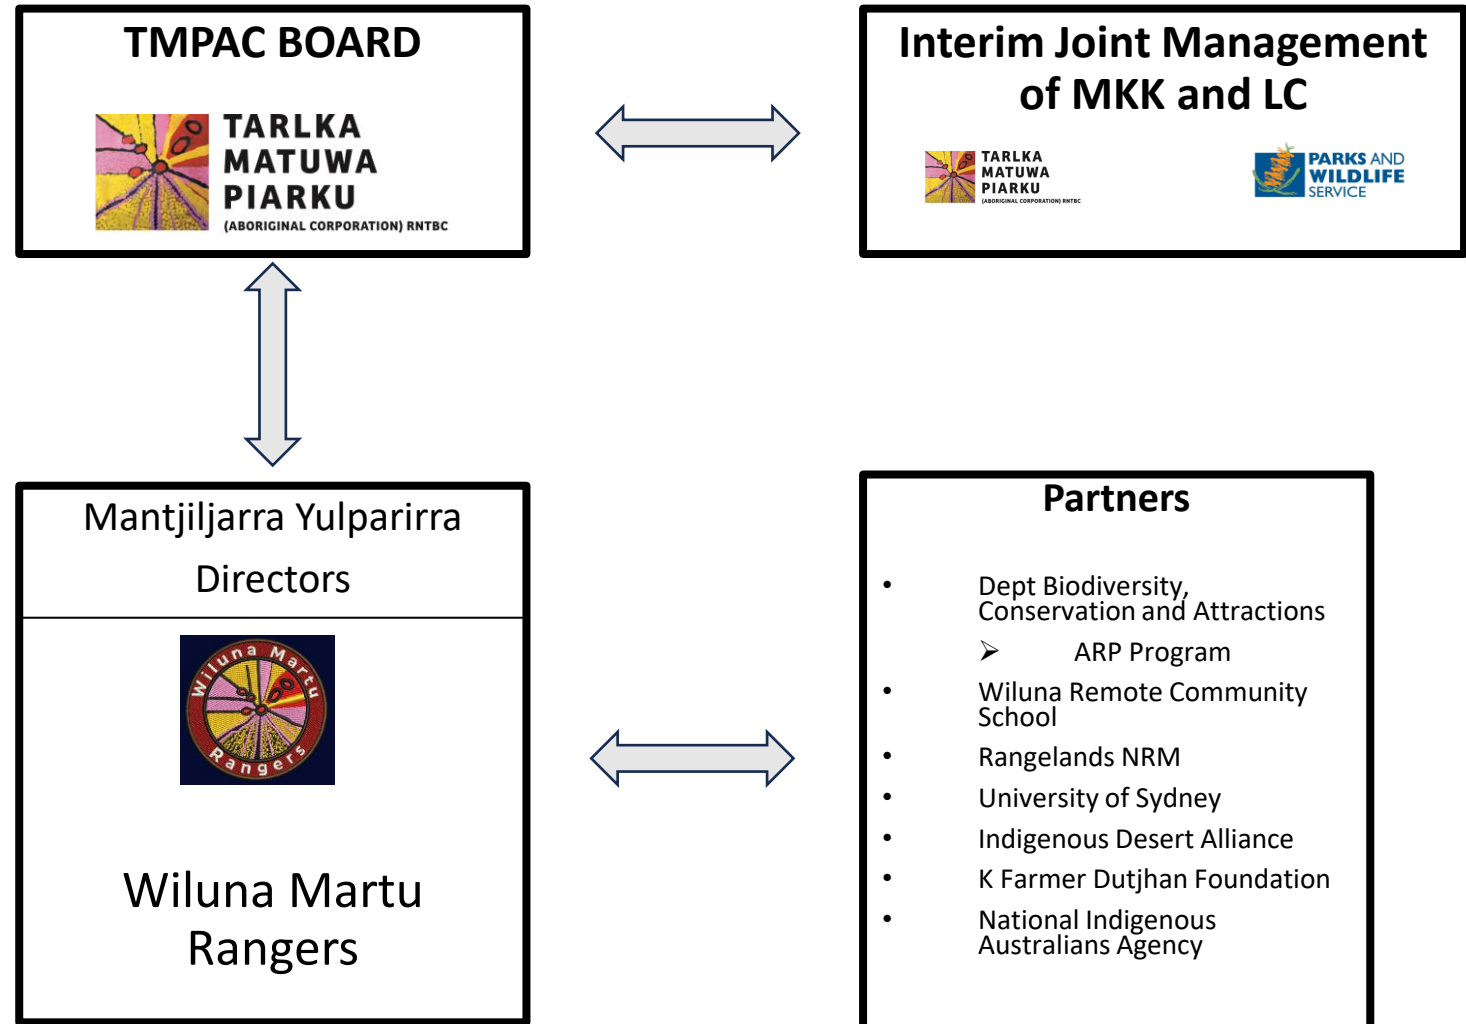 TMPAC BOARD
TARLKA
MATUWA
PIARKU
(ABORIGINAL CORPORATION) RNTBC
Interim Joint Management
of MKK and LC
TARLKA
MATUWA
PIARKU
(ABORIGINAL CORPORATION) RNTBC
PARKS AND
WILDLIFE
SERVICE
Mantjiljarra Yulparirra
Directors
Wiluna Martu
Rangers
Wiluna Martu
Rangers
Partners
• Dept Biodiversity,
Conservation and Attractions
➢ ARP Program
• Wiluna Remote Community
School
• Rangelands NRM
• University of Sydney
• Indigenous Desert Alliance
• K Farmer Dutjhan Foundation
• National Indigenous
Australians Agency